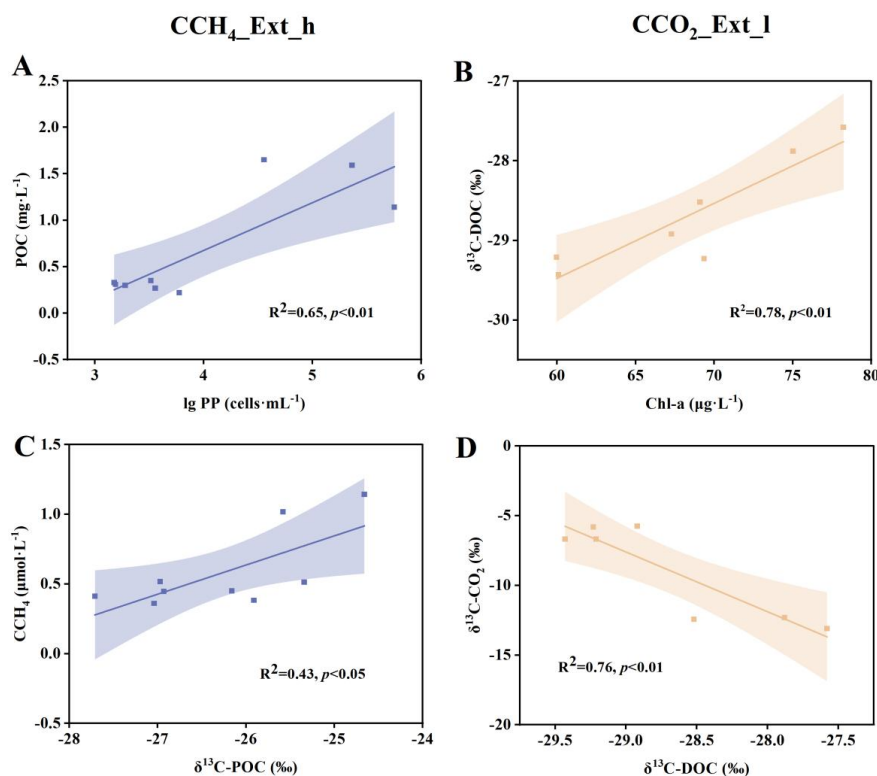 CCH₄_Ext_h
CCO₂_Ext_l
A
2.5
2.0
1.5
1.0
0.5
0.0
-0.5
POC (mg·L⁻¹)
R²=0.65, p<0.01
3 4 5 6
lg PP (cells·mL⁻¹)
B
-27
-28
-29
-30
δ¹³C-DOC (‰)
R²=0.78, p<0.01
60 65 70 75 80
Chl-a (μg·L⁻¹)
C
1.5
1.0
0.5
0.0
-0.5
CCH₄ (μmol·L⁻¹)
R²=0.43, p<0.05
-28 -27 -26 -25 -24
δ¹³C-POC (‰)
D
0
-5
-10
-15
-20
δ¹³C-CO₂ (‰)
R²=0.76, p<0.01
-29.5 -29.0 -28.5 -28.0 -27.5
δ¹³C-DOC (‰)